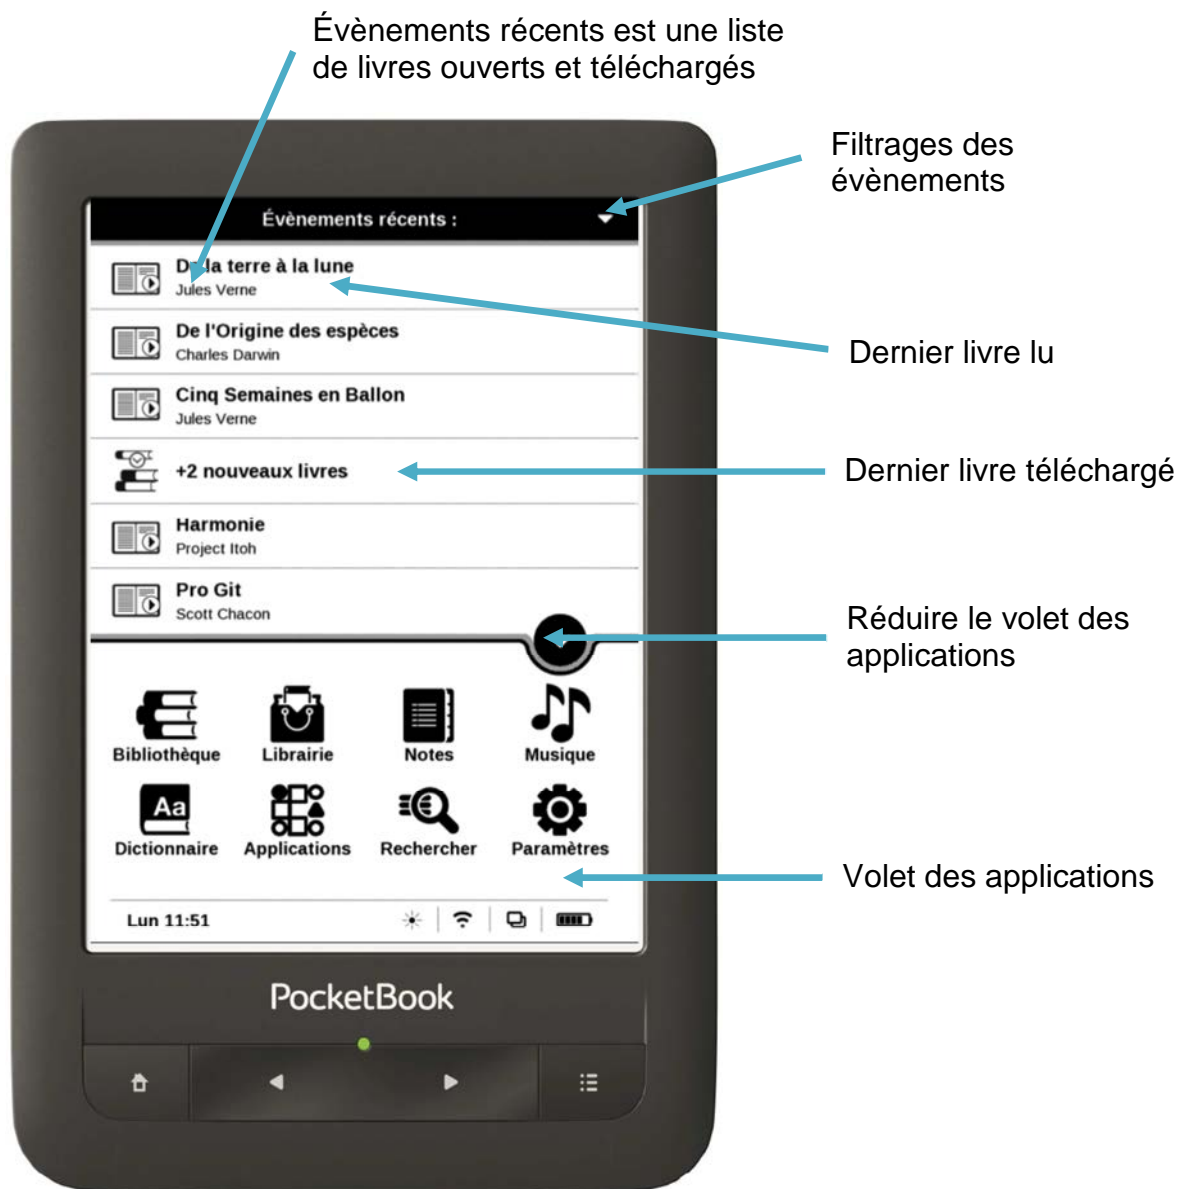 Évènements récents est une liste
de livres ouverts et téléchargés
Filtrages des
évènements
Évènements récents :
De la terre à la lune
Jules Verne
De l'Origine des espèces
Charles Darwin
Dernier livre lu
Cinq Semaines en Ballon
Jules Verne
+2 nouveaux livres
Dernier livre téléchargé
Harmonie
Project Itoh
Pro Git
Scott Chacon
Réduire le volet des
applications
Bibliothèque
Librairie
Notes
Musique
Aa
Dictionnaire
Applications
Rechercher
Paramètres
Volet des applications
Lun 11:51
PocketBook